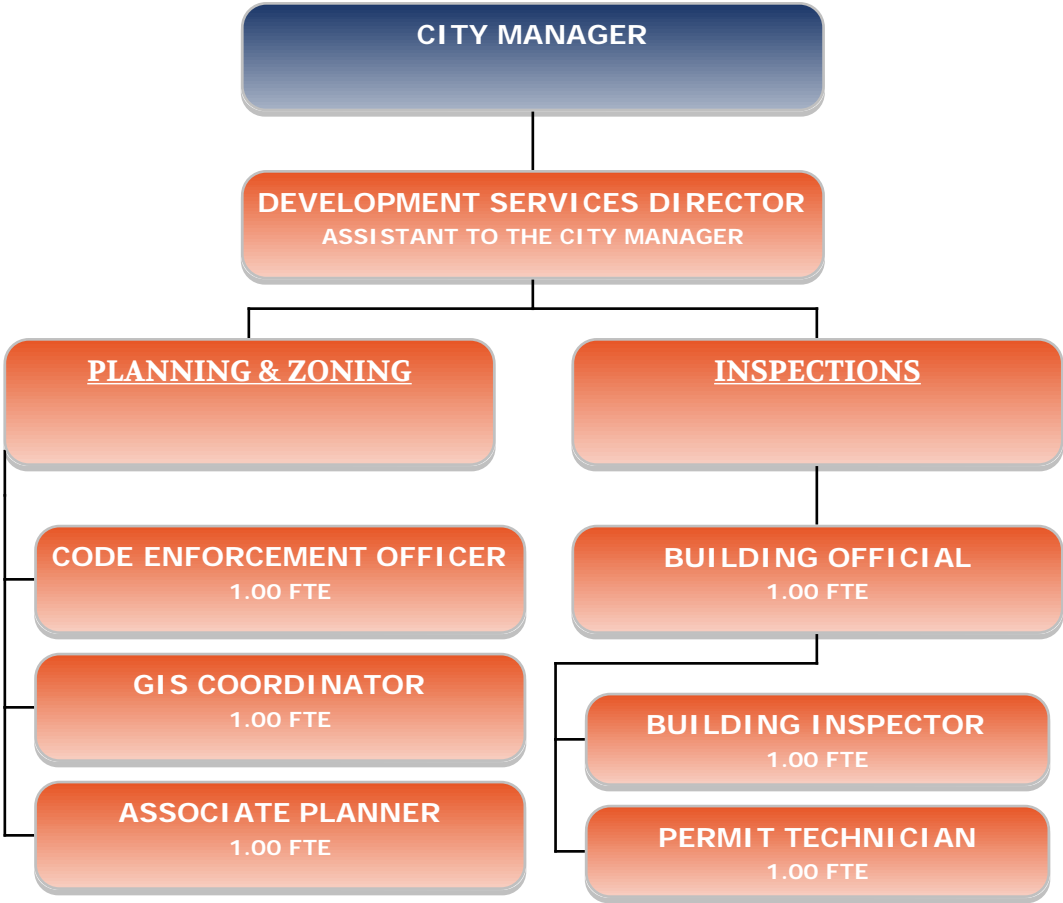 CITY MANAGER
DEVELOPMENT SERVICES DIRECTOR
ASSISTANT TO THE CITY MANAGER
PLANNING & ZONING
CODE ENFORCEMENT OFFICER
1.00 FTE
GIS COORDINATOR
1.00 FTE
ASSOCIATE PLANNER
1.00 FTE
INSPECTIONS
BUILDING OFFICIAL
1.00 FTE
BUILDING INSPECTOR
1.00 FTE
PERMIT TECHNICIAN
1.00 FTE